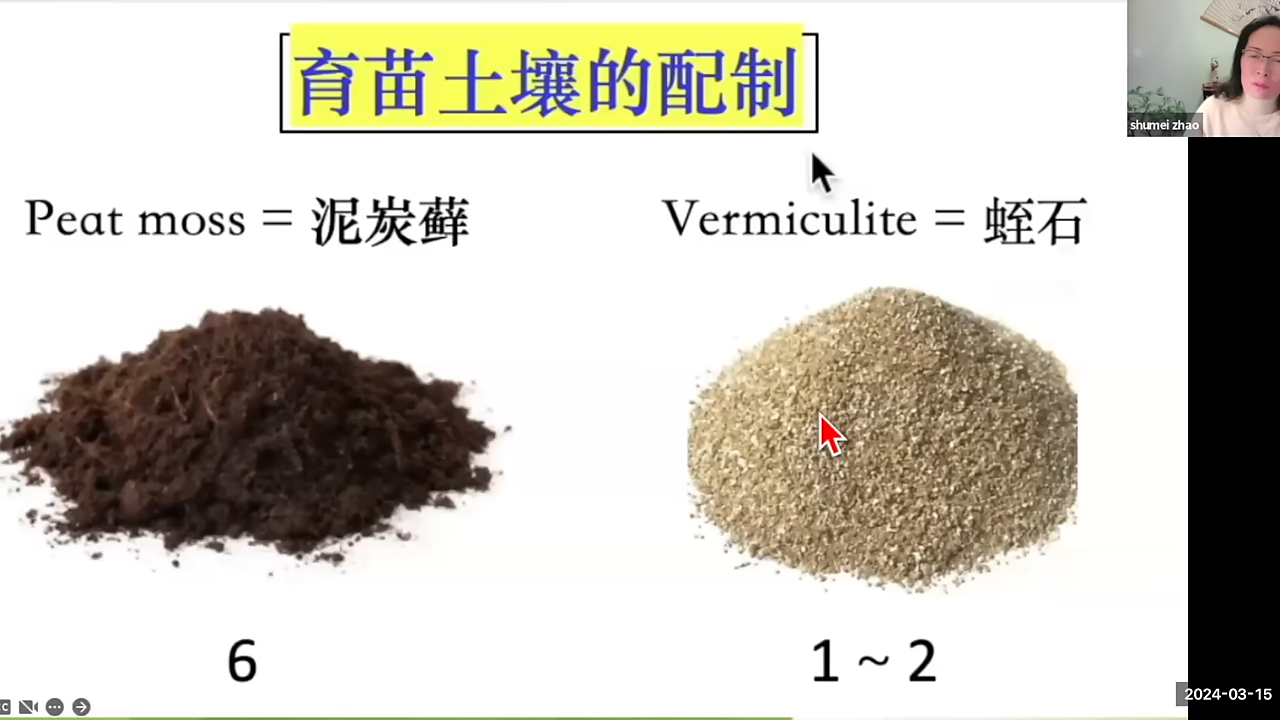 育苗土壤的配制
shumei zhao
Peat moss = 泥炭藓
Vermiculite = 蛭石
6
1 ~ 2
2024-03-15